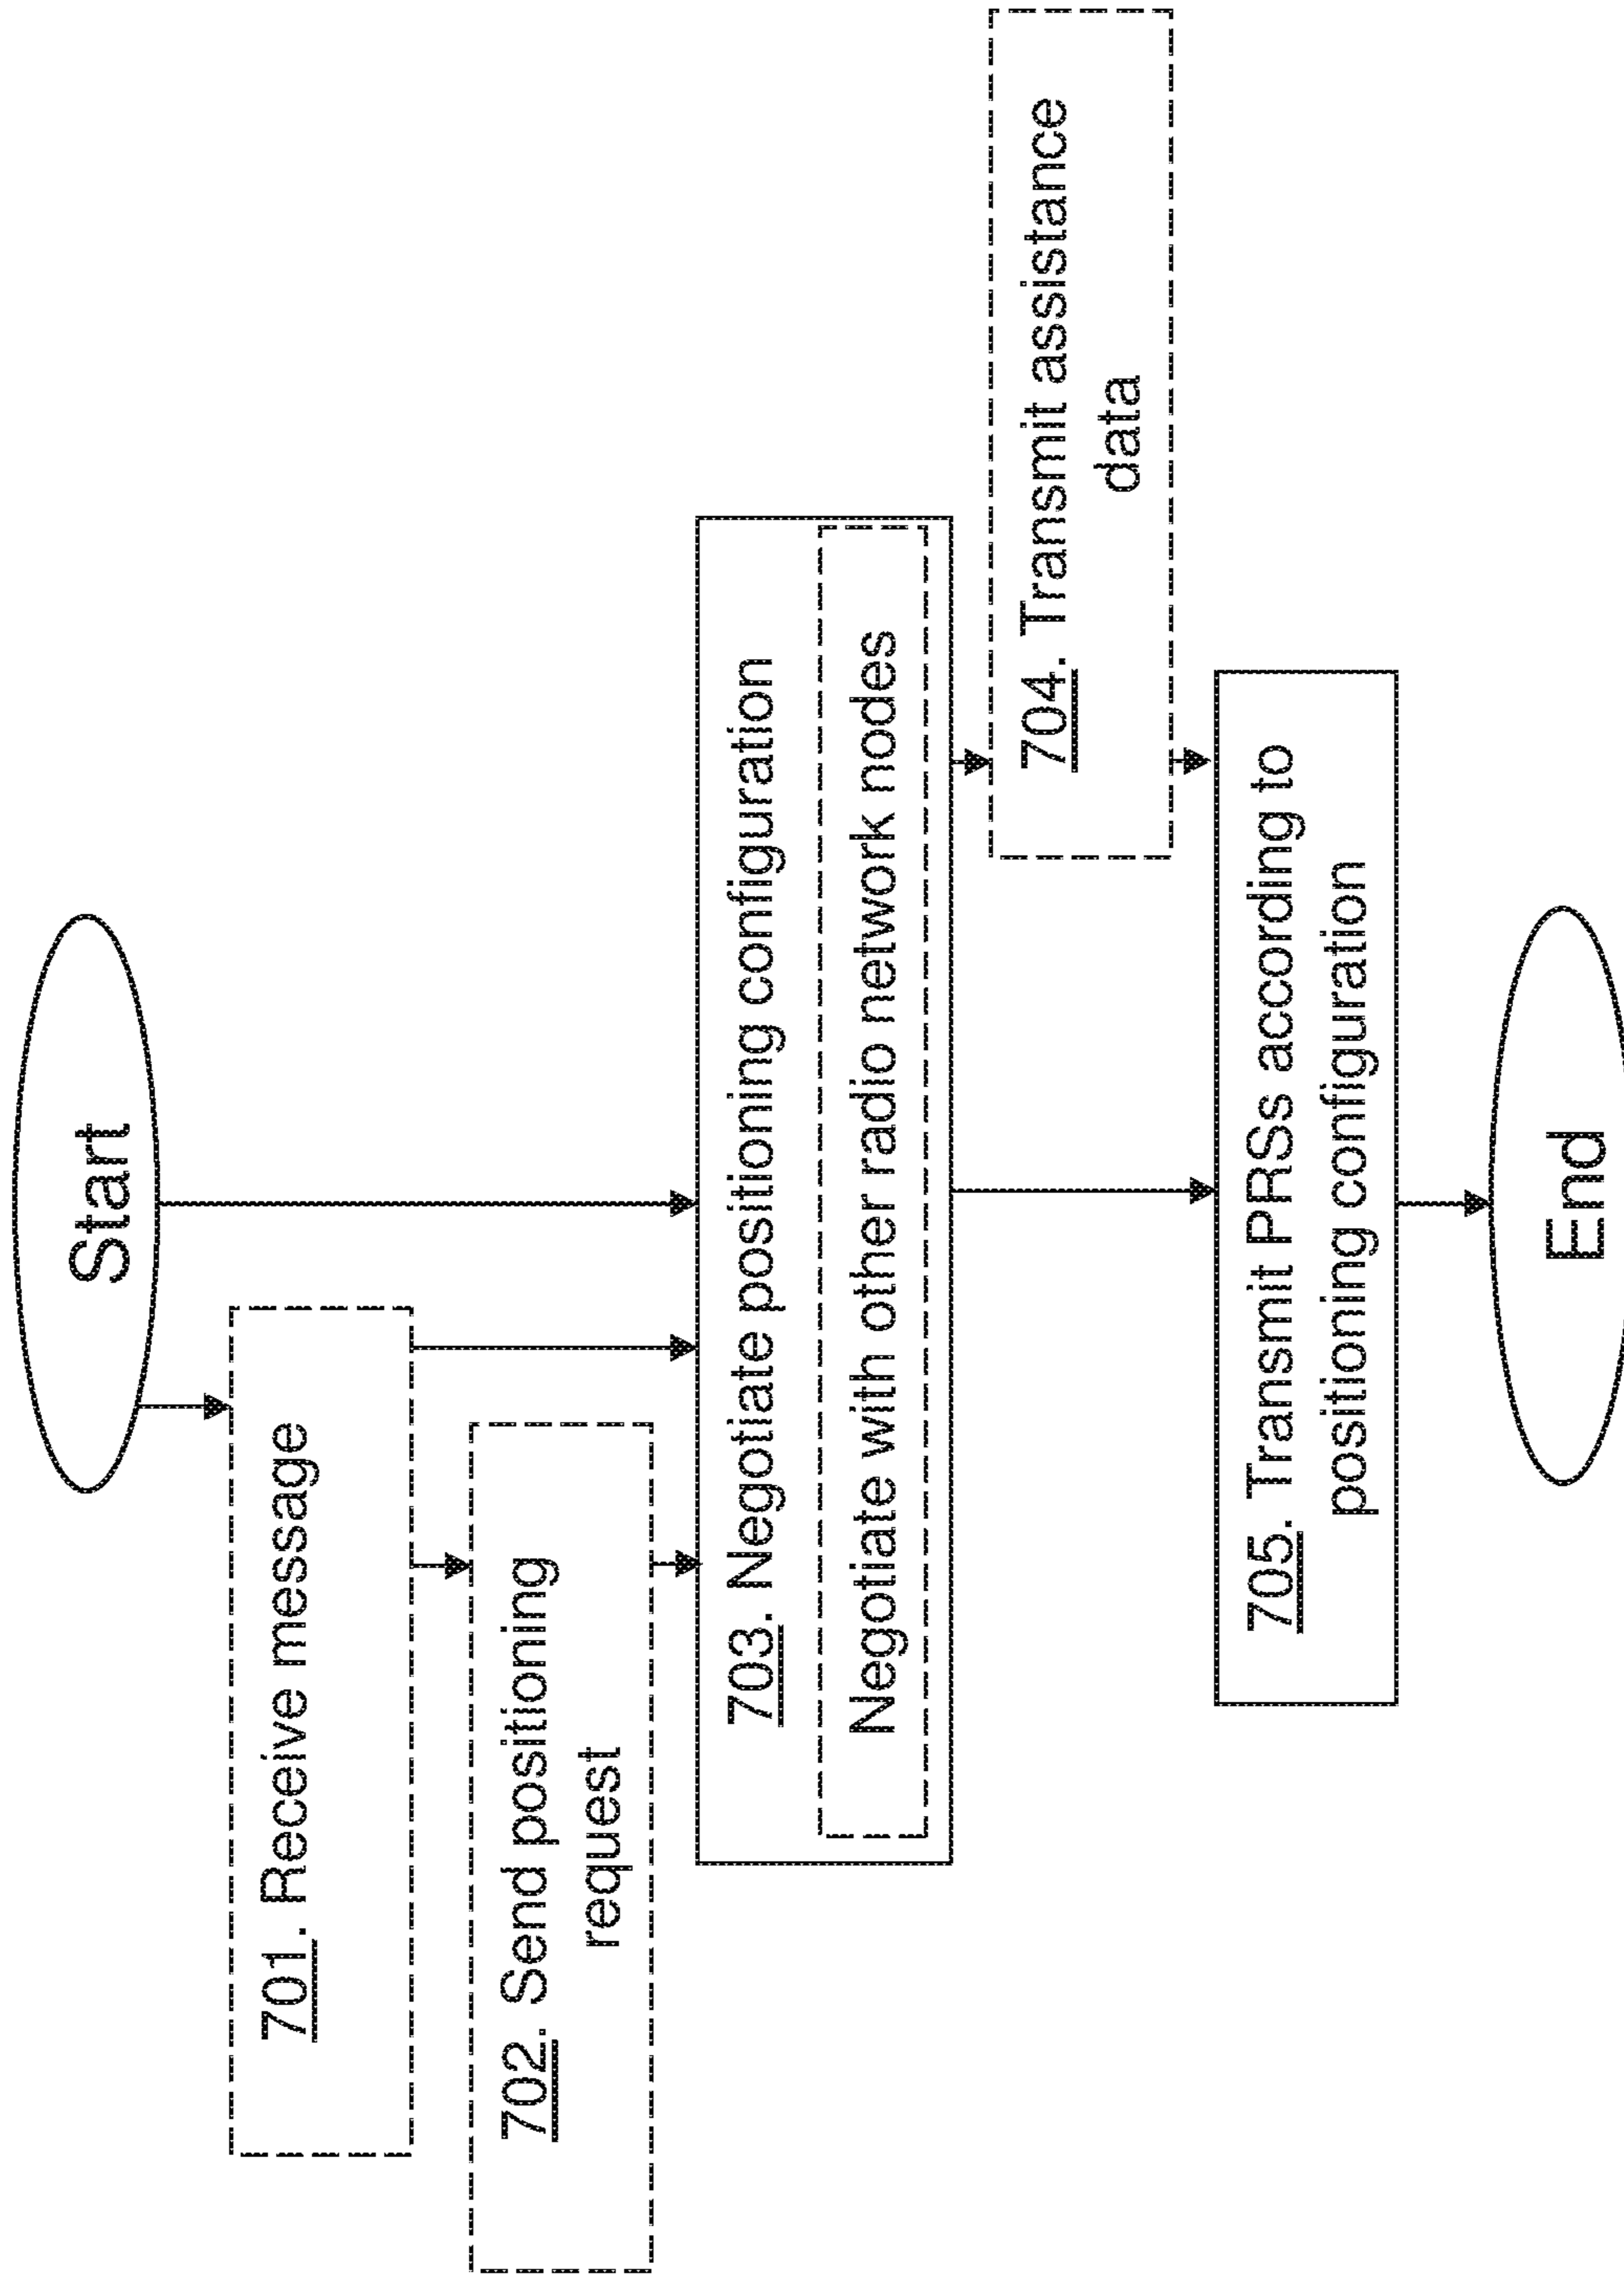 Start
701. Receive message
702. Send positioning
request
703. Negotiate positioning configuration
Negotiate with other radio network nodes
704. Transmit assistance
data
705. Transmit PRSs according to
positioning configuration
End